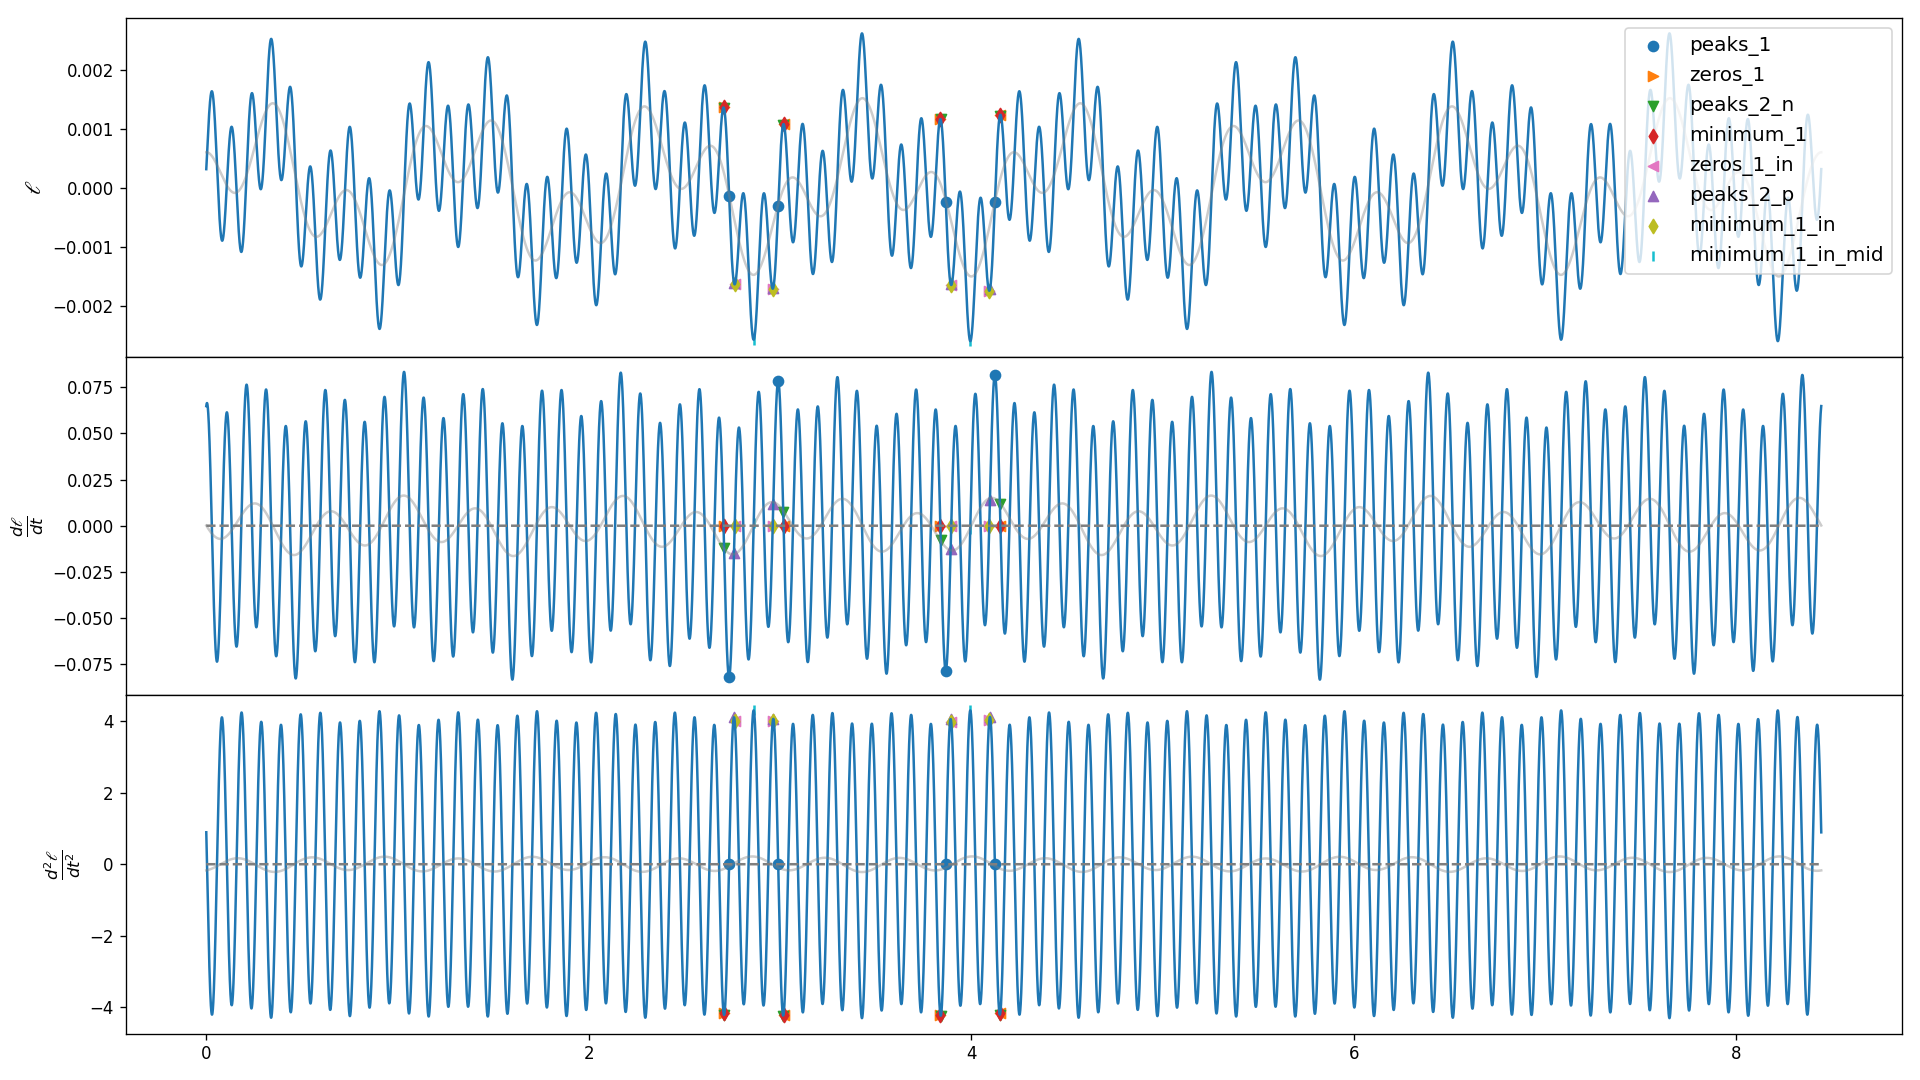 0.002
0.001
0.000
−0.001
−0.002
ℓ
peaks_1
zeros_1
peaks_2_n
minimum_1
zeros_1_in
peaks_2_p
minimum_1_in
minimum_1_in_mid
0.075
0.050
0.025
0.000
−0.025
−0.050
−0.075
dℓ
dt
4
2
0
−2
−4
d²ℓ
dt²
0 2 4 6 8